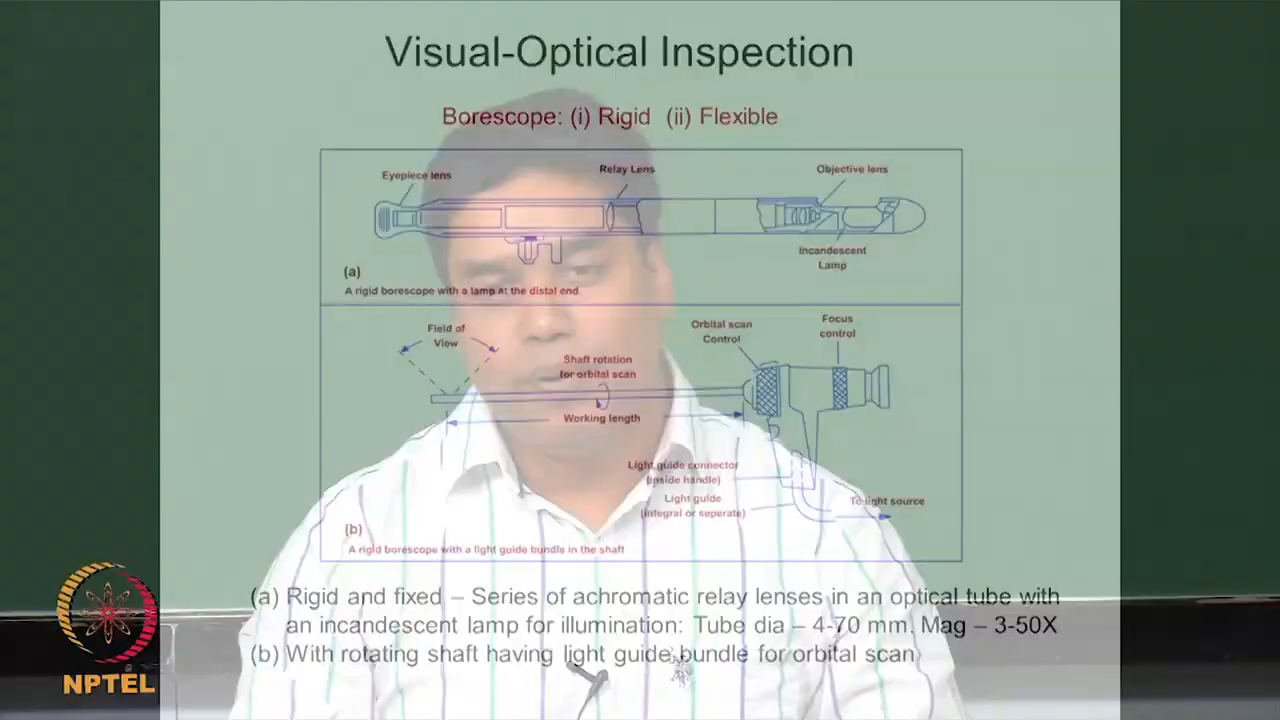 Visual-Optical Inspection
Borescope: (i) Rigid (ii) Flexible
Eyepiece lens
Relay Lens
Objective lens
Incandescent
Lamp
(a)
A rigid borescope with a lamp at the distal end.
Field of
View
Shaft rotation
for orbital scan
Orbital scan
Control
Focus
control
Working length
Light guide connector
(inside handle)
Light guide
(integral or seperate)
To light source
(b)
A rigid borescope with a light guide bundle in the shaft
(a) Rigid and fixed – Series of achromatic relay lenses in an optical tube with
an incandescent lamp for illumination: Tube dia – 4-70 mm, Mag – 3-50X
(b) With rotating shaft having light guide bundle for orbital scan
NPTEL